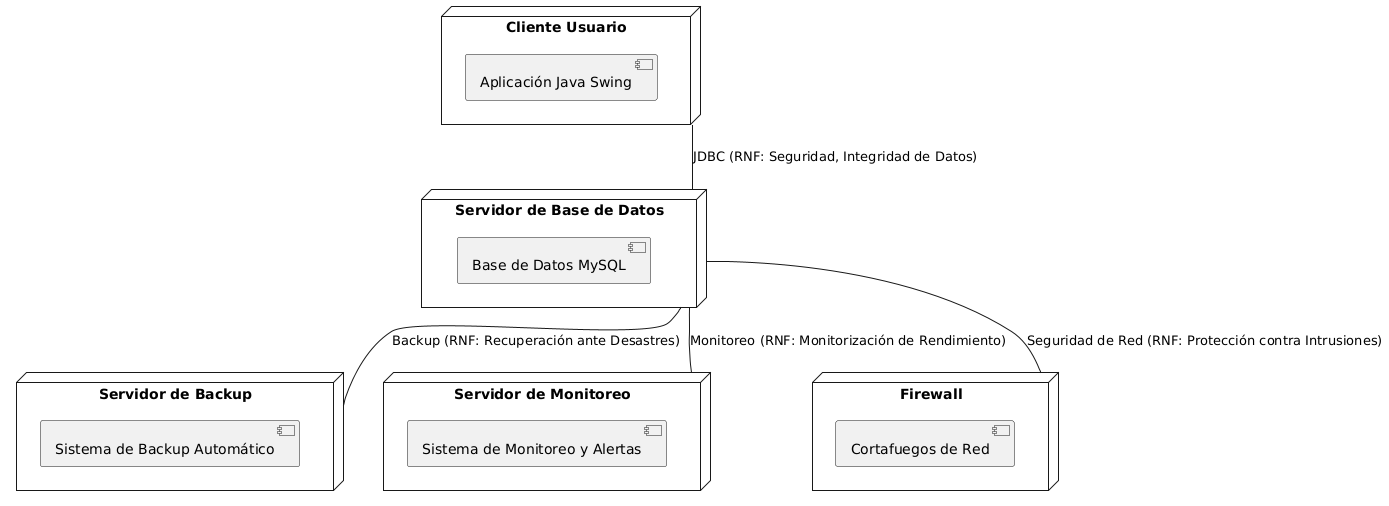 Cliente Usuario
Aplicación Java Swing
JDBC (RNF: Seguridad, Integridad de Datos)
Servidor de Base de Datos
Base de Datos MySQL
Backup (RNF: Recuperación ante Desastres)
Monitoreo (RNF: Monitorización de Rendimiento)
Seguridad de Red (RNF: Protección contra Intrusiones)
Servidor de Backup
Sistema de Backup Automático
Servidor de Monitoreo
Sistema de Monitoreo y Alertas
Firewall
Cortafuegos de Red